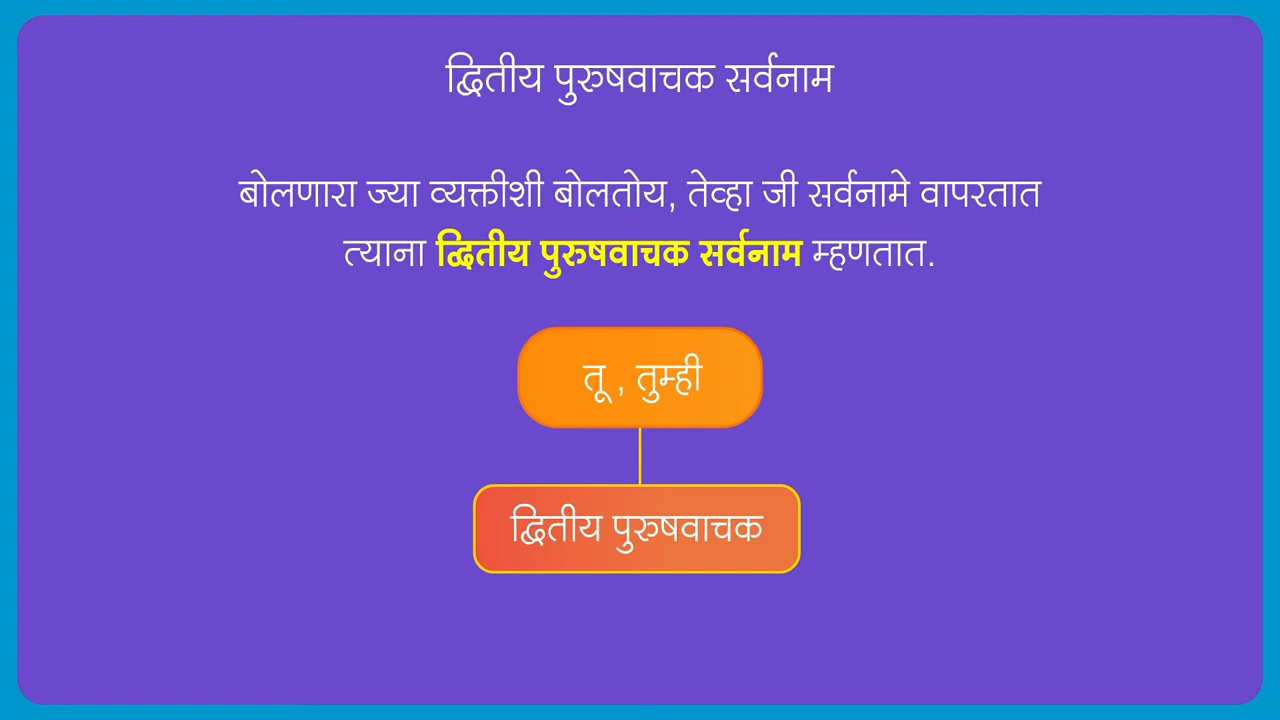 द्वितीय पुरुषवाचक सर्वनाम
बोलणारा ज्या व्यक्तीशी बोलतोय, तेव्हा जी सर्वनामे वापरतात
त्याना द्वितीय पुरुषवाचक सर्वनाम म्हणतात.
तू , तुम्ही
द्वितीय पुरुषवाचक